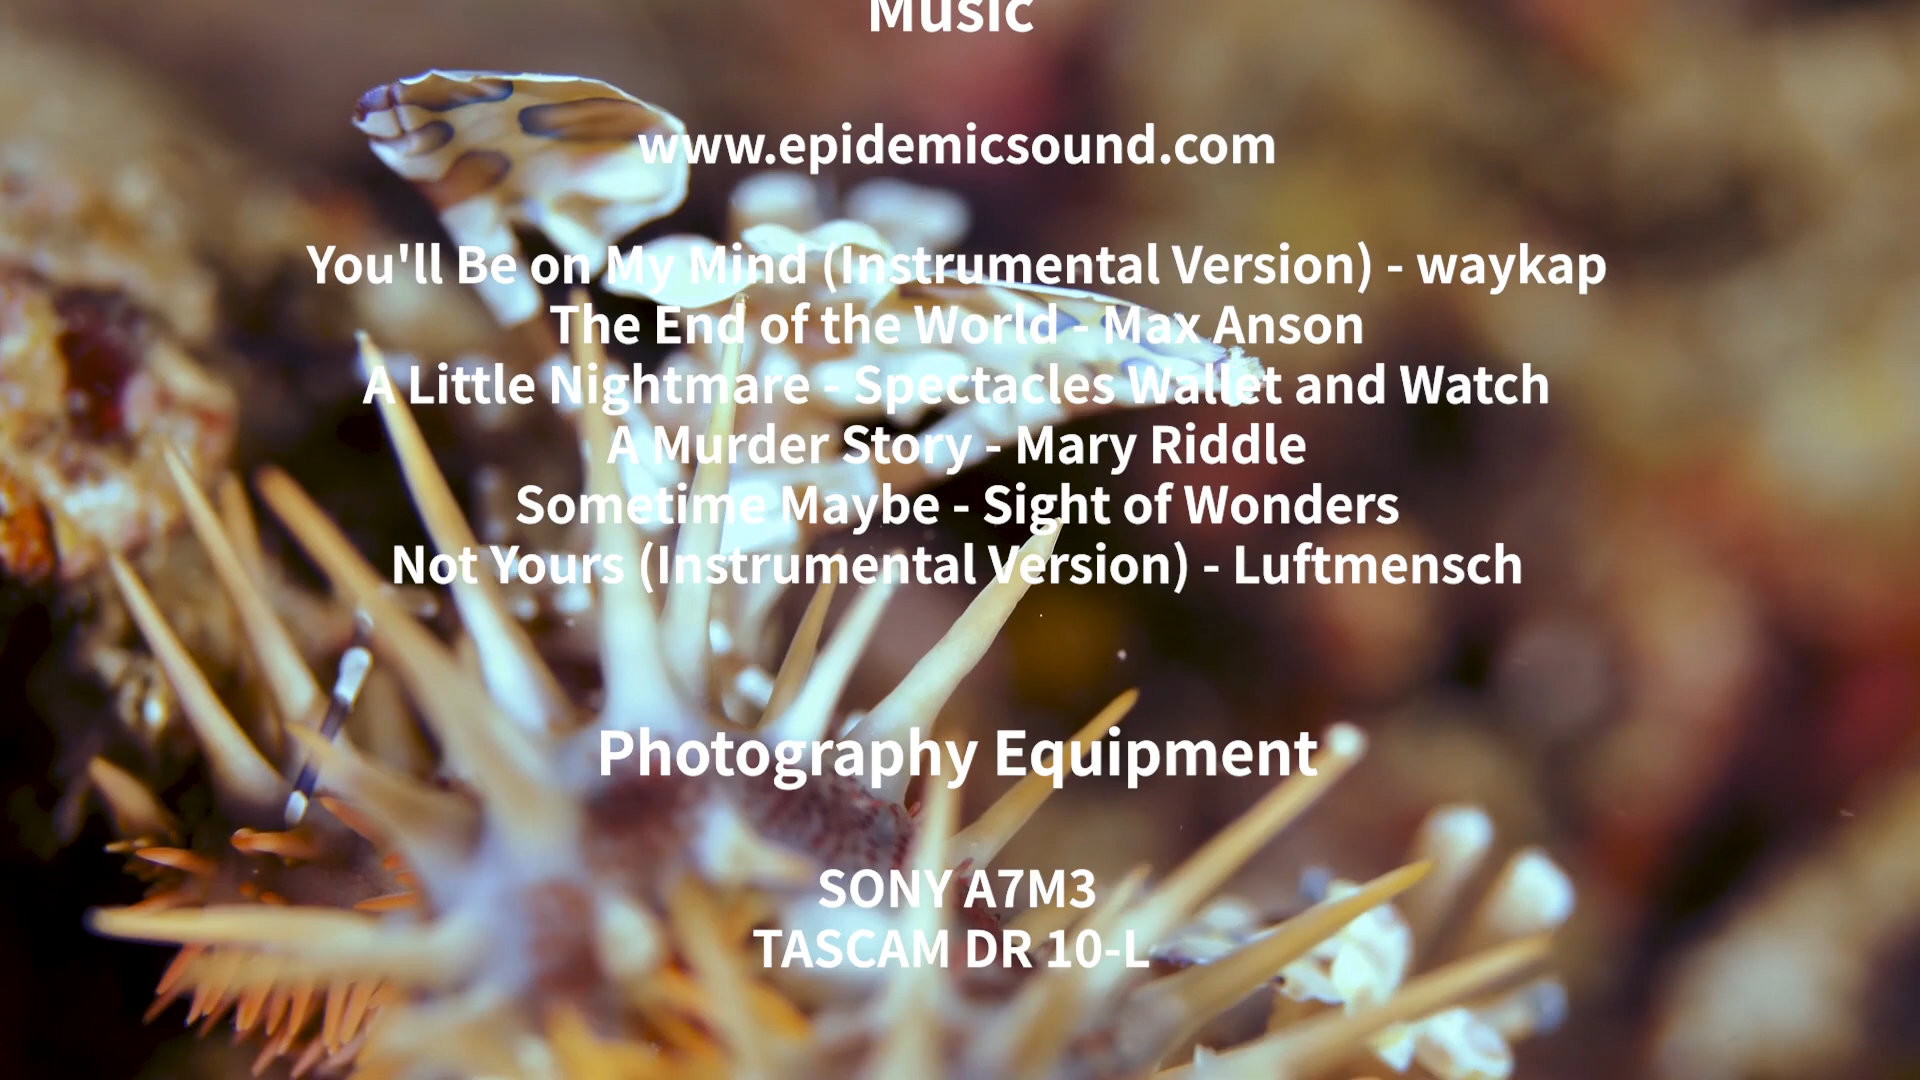 Music
www.epidemicsound.com
You'll Be on My Mind (Instrumental Version) - waykap
The End of the World - Max Anson
A Little Nightmare - Spectacles Wallet and Watch
A Murder Story - Mary Riddle
Sometime Maybe - Sight of Wonders
Not Yours (Instrumental Version) - Luftmensch
Photography Equipment
SONY A7M3
TASCAM DR 10-L